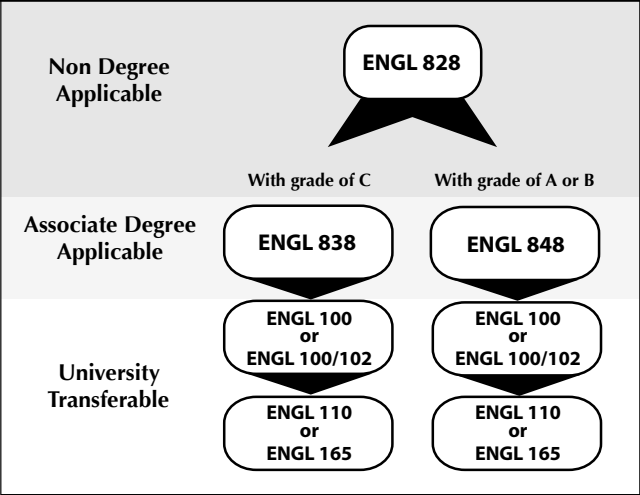 Non Degree
Applicable
ENGL 828
With grade of C
With grade of A or B
Associate Degree
Applicable
ENGL 838
ENGL 848
University
Transferable
ENGL 100
or
ENGL 100/102
ENGL 100
or
ENGL 100/102
ENGL 110
or
ENGL 165
ENGL 110
or
ENGL 165